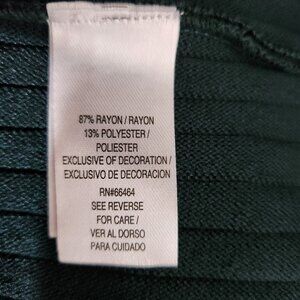 87% RAYON / RAYON
13% POLYESTER /
POLIESTER
EXCLUSIVE OF DECORATION /
EXCLUSIVO DE DECORACION
RN#66464
SEE REVERSE
FOR CARE /
VER AL DORSO
PARA CUIDADO